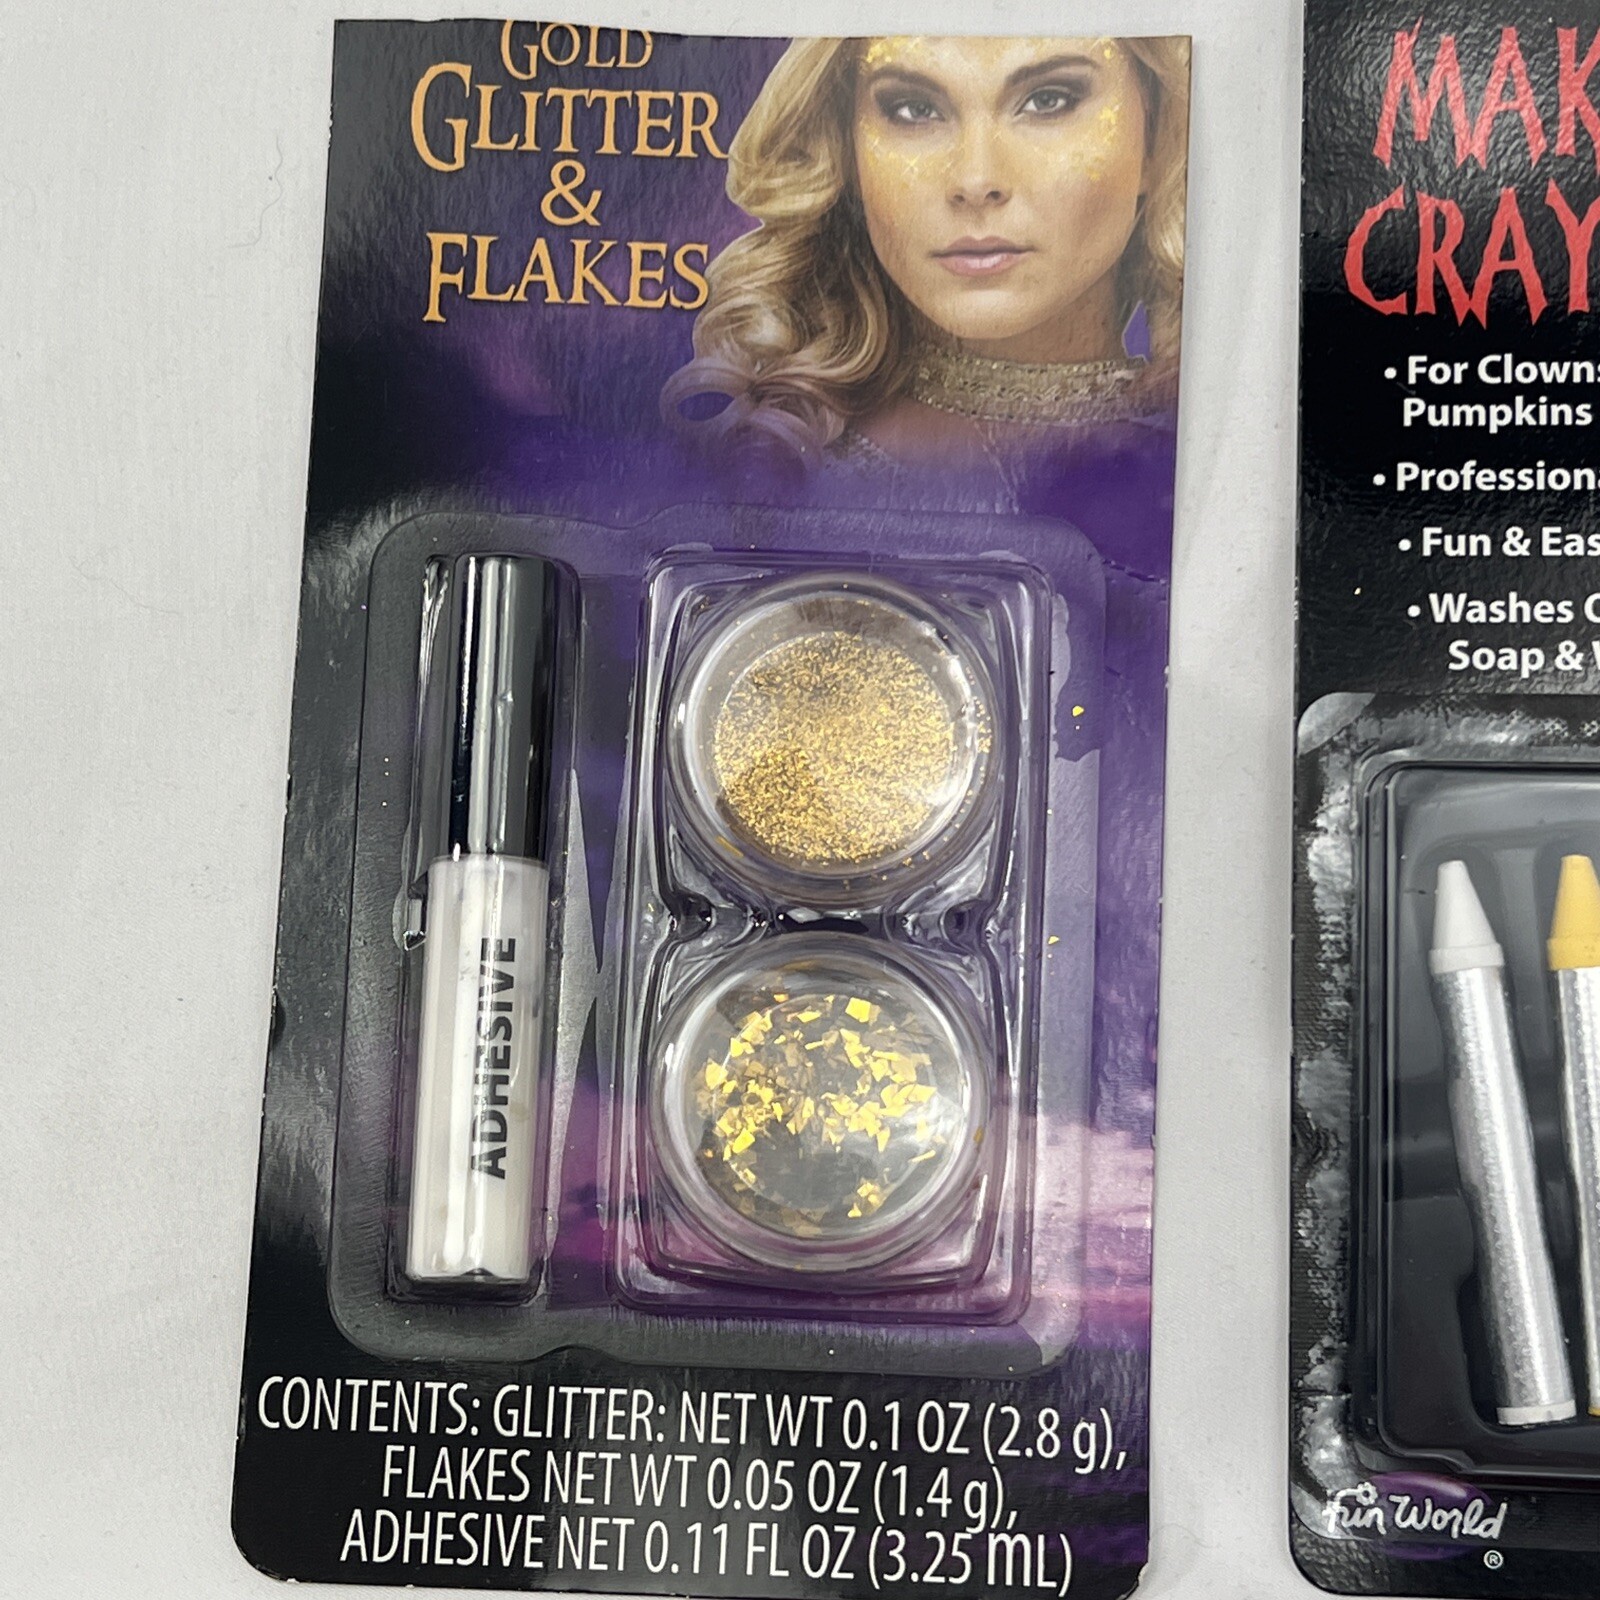 GOLD
GLITTER
&
FLAKES
ADHESIVE
CONTENTS: GLITTER: NET WT 0.1 OZ (2.8 g),
FLAKES NET WT 0.05 OZ (1.4 g),
ADHESIVE NET 0.11 FL OZ (3.25 mL)
MAK
CRAY
• For Clowns
Pumpkins
• Professiona
• Fun & Eas
• Washes
Soap &
Fun World
®